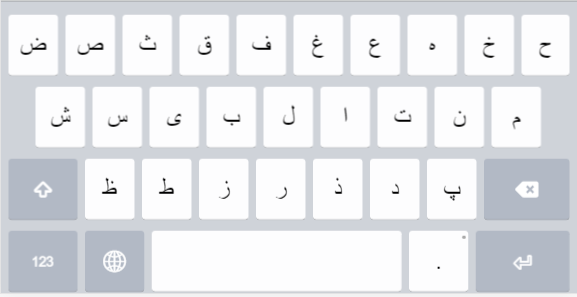 ض ص ث ق ف غ ع ه خ ح
ش س ی ب ل ا ت ن م
ظ ط ز ر ذ د پ
123 .